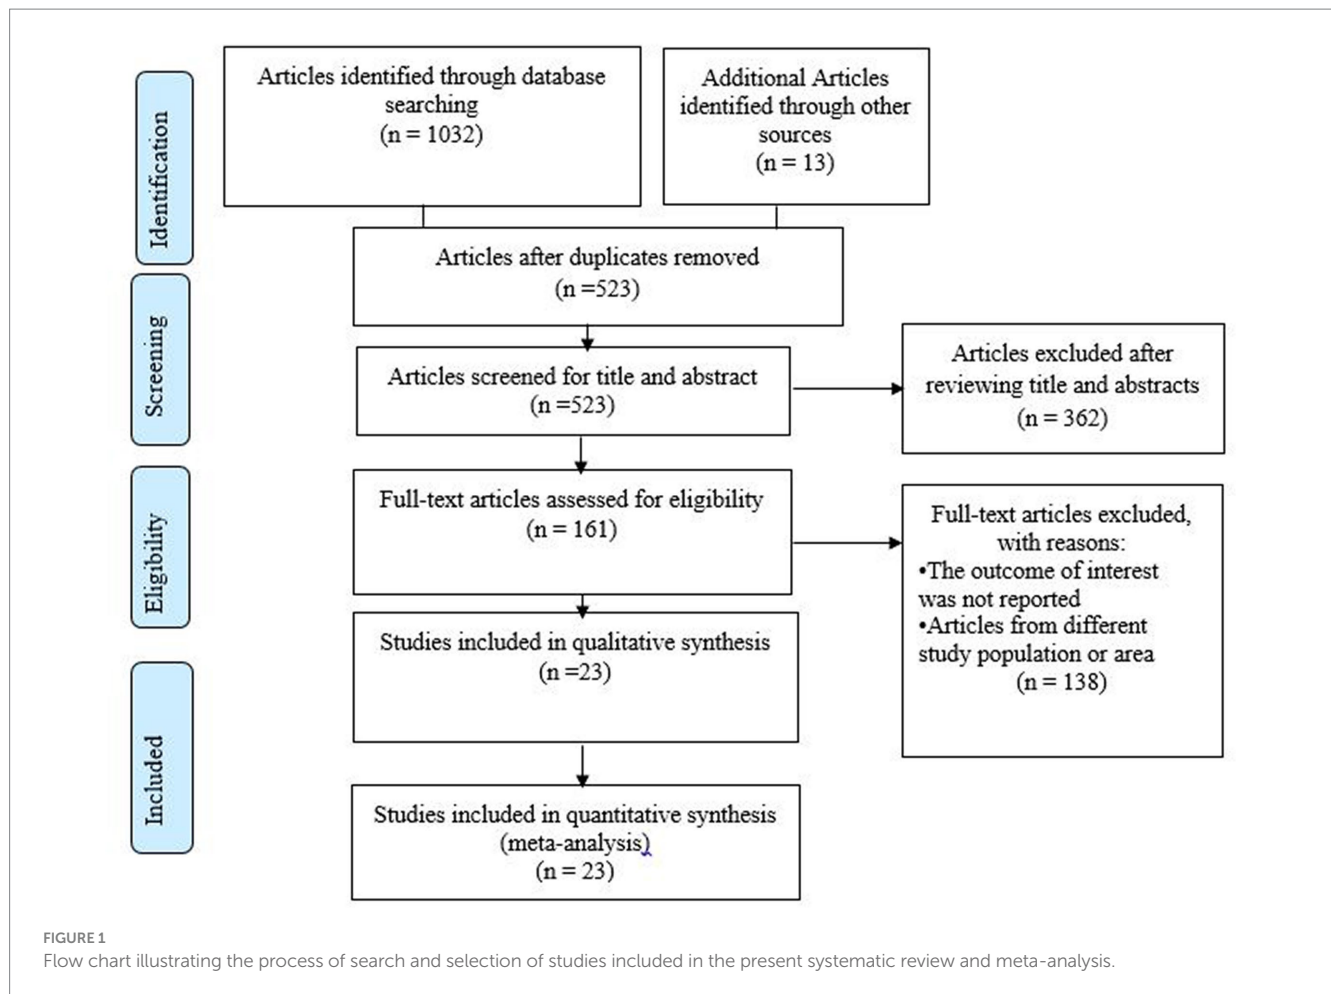 Identification
Articles identified through database
searching
(n = 1032)
Additional Articles
identified through other
sources
(n = 13)
Articles after duplicates removed
(n =523)
Screening
Articles screened for title and abstract
(n =523)
Articles excluded after
reviewing title and abstracts
(n = 362)
Eligibility
Full-text articles assessed for eligibility
(n = 161)
Full-text articles excluded,
with reasons:
•The outcome of interest
was not reported
•Articles from different
study population or area
(n = 138)
Studies included in qualitative synthesis
(n =23)
Included
Studies included in quantitative synthesis
(meta-analysis)
(n = 23)
FIGURE 1
Flow chart illustrating the process of search and selection of studies included in the present systematic review and meta-analysis.